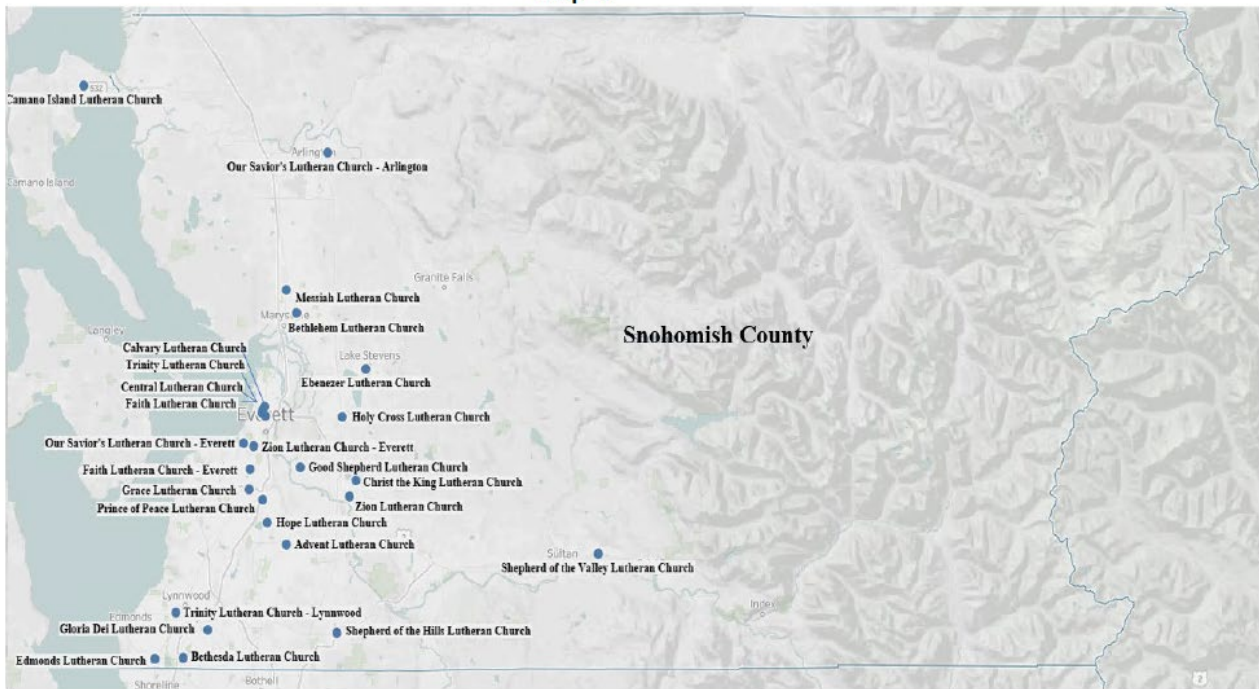 532
Camano Island Lutheran Church
Arlington
Our Savior's Lutheran Church - Arlington
Camano Island
Granite Falls
Messiah Lutheran Church
Marysville
Bethlehem Lutheran Church
Langley
Snohomish County
Calvary Lutheran Church
Trinity Lutheran Church
Lake Stevens
Central Lutheran Church
Ebenezer Lutheran Church
Faith Lutheran Church
Everett
Holy Cross Lutheran Church
Our Savior's Lutheran Church - Everett
Zion Lutheran Church - Everett
Faith Lutheran Church - Everett
Good Shepherd Lutheran Church
Christ the King Lutheran Church
Grace Lutheran Church
Prince of Peace Lutheran Church
Zion Lutheran Church
Hope Lutheran Church
Advent Lutheran Church
Sultan
Shepherd of the Valley Lutheran Church
Lynnwood
Index
Edmonds
Trinity Lutheran Church - Lynnwood
Gloria Dei Lutheran Church
Shepherd of the Hills Lutheran Church
Edmonds Lutheran Church
Bethesda Lutheran Church
Shoreline
Bothell
2